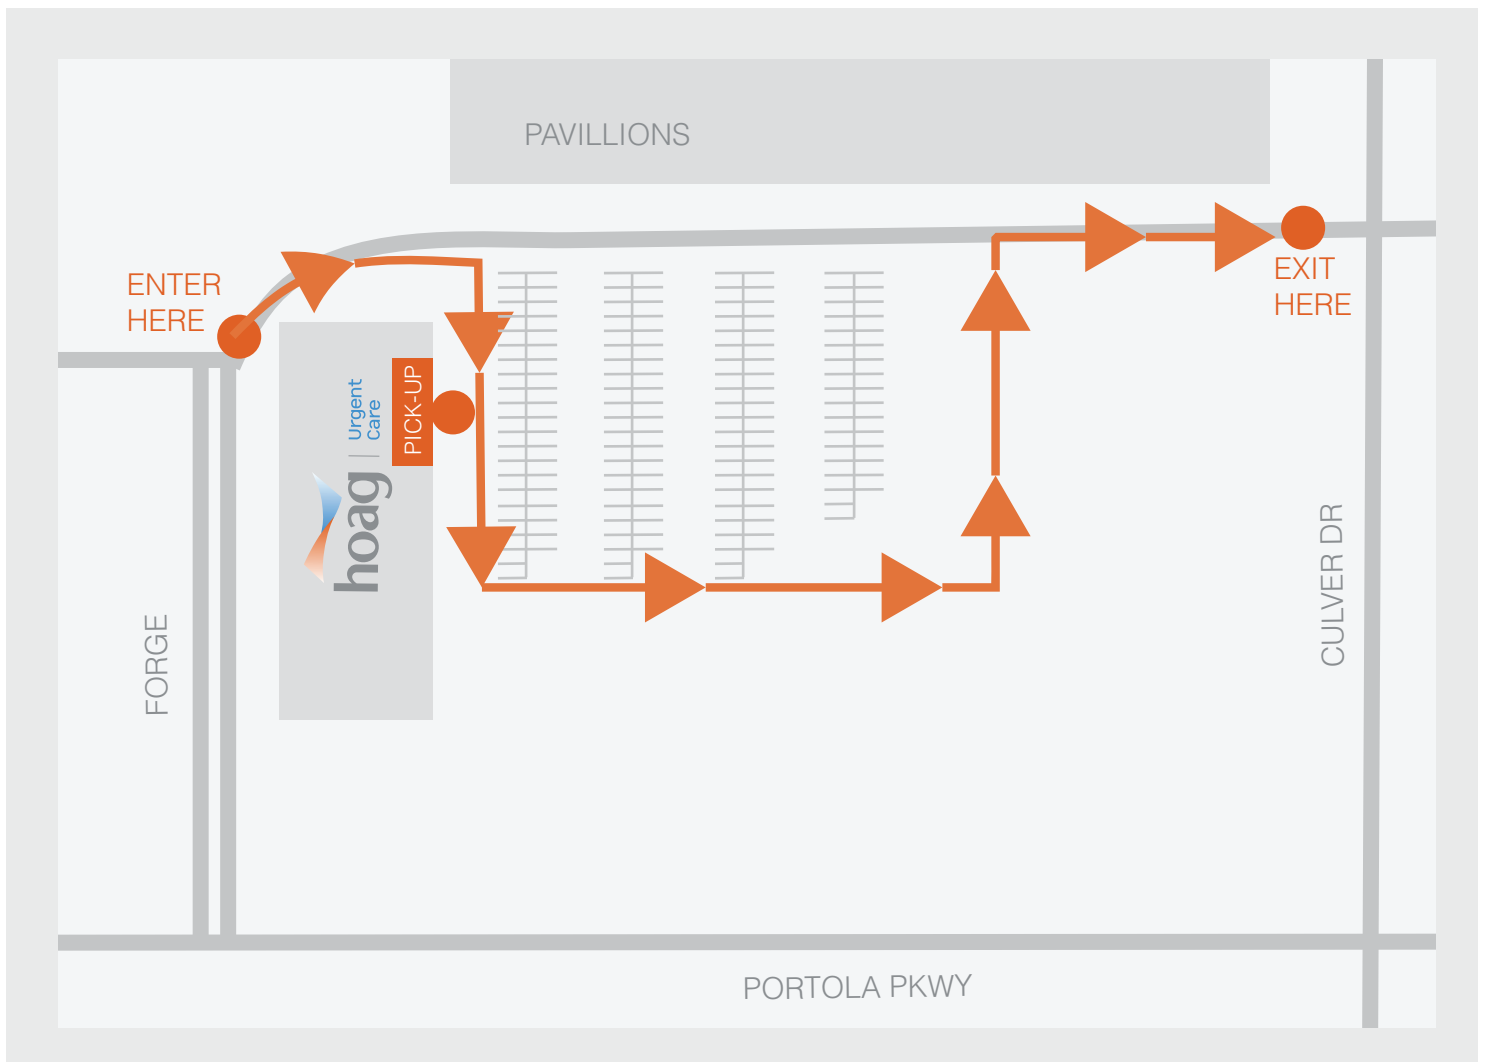 PAVILLIONS
ENTER
HERE
EXIT
HERE
PICK-UP
hoag
Urgent
Care
FORGE
CULVER DR
PORTOLA PKWY